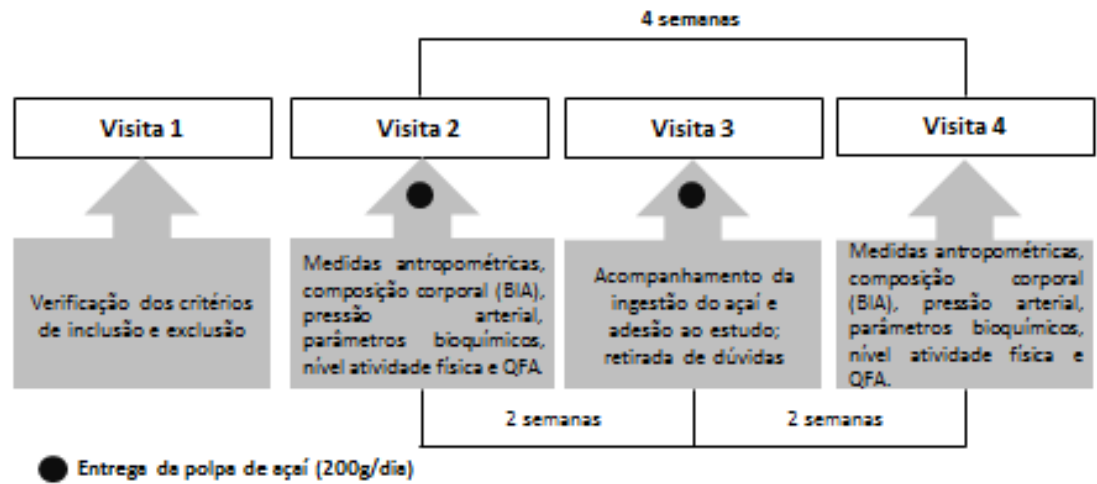 4 semanas
Visita 1
Visita 2
Visita 3
Visita 4
Verificação dos critérios
de inclusão e exclusão
Medidas antropométricas,
composição corporal (BIA),
pressão arterial,
parâmetros bioquímicos,
nível atividade física e QFA.
Acompanhamento da
ingestão do açaí e
adesão ao estudo;
retirada de dúvidas
Medidas antropométricas,
composição corporal
(BIA), pressão arterial,
parâmetros bioquímicos,
nível atividade física e
QFA.
2 semanas
2 semanas
Entrega da polpa de açaí (200g/dia)